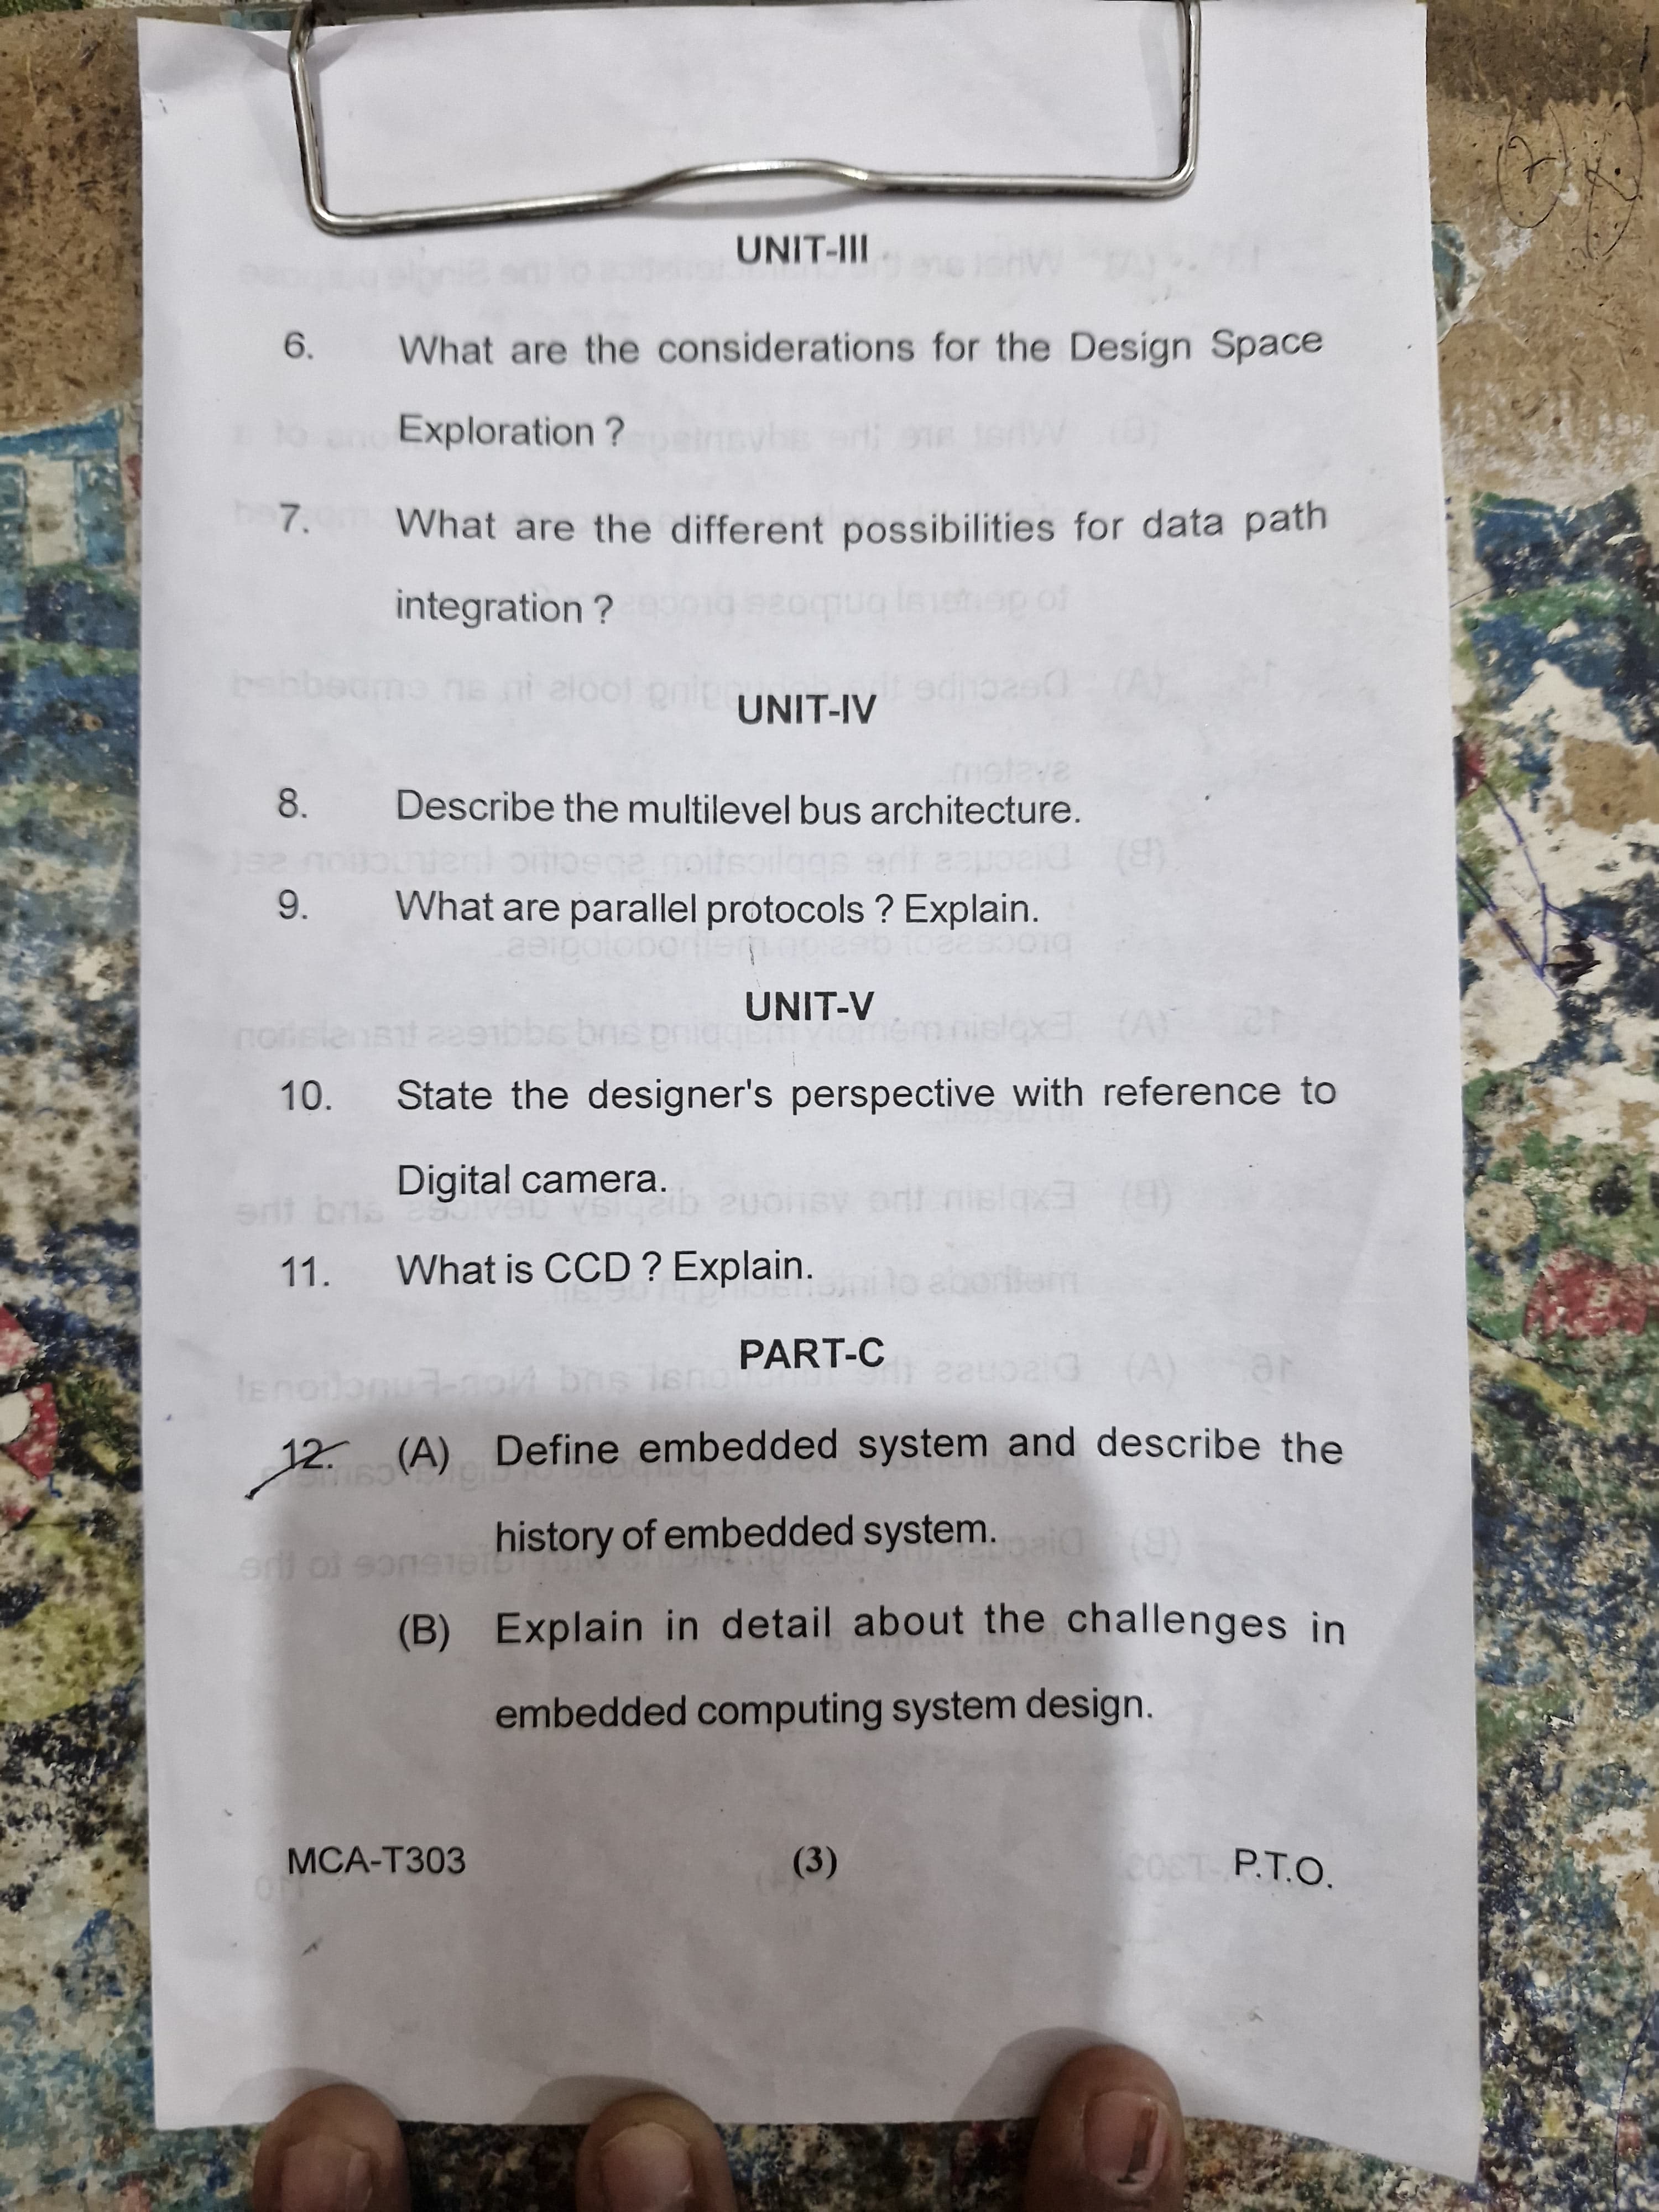 UNIT-III
6. What are the considerations for the Design Space
Exploration ?
7. What are the different possibilities for data path
integration ?
UNIT-IV
8. Describe the multilevel bus architecture.
9. What are parallel protocols ? Explain.
UNIT-V
10. State the designer's perspective with reference to
Digital camera.
11. What is CCD ? Explain.
PART-C
12. (A) Define embedded system and describe the
history of embedded system.
(B) Explain in detail about the challenges in
embedded computing system design.
MCA-T303 (3) P.T.O.